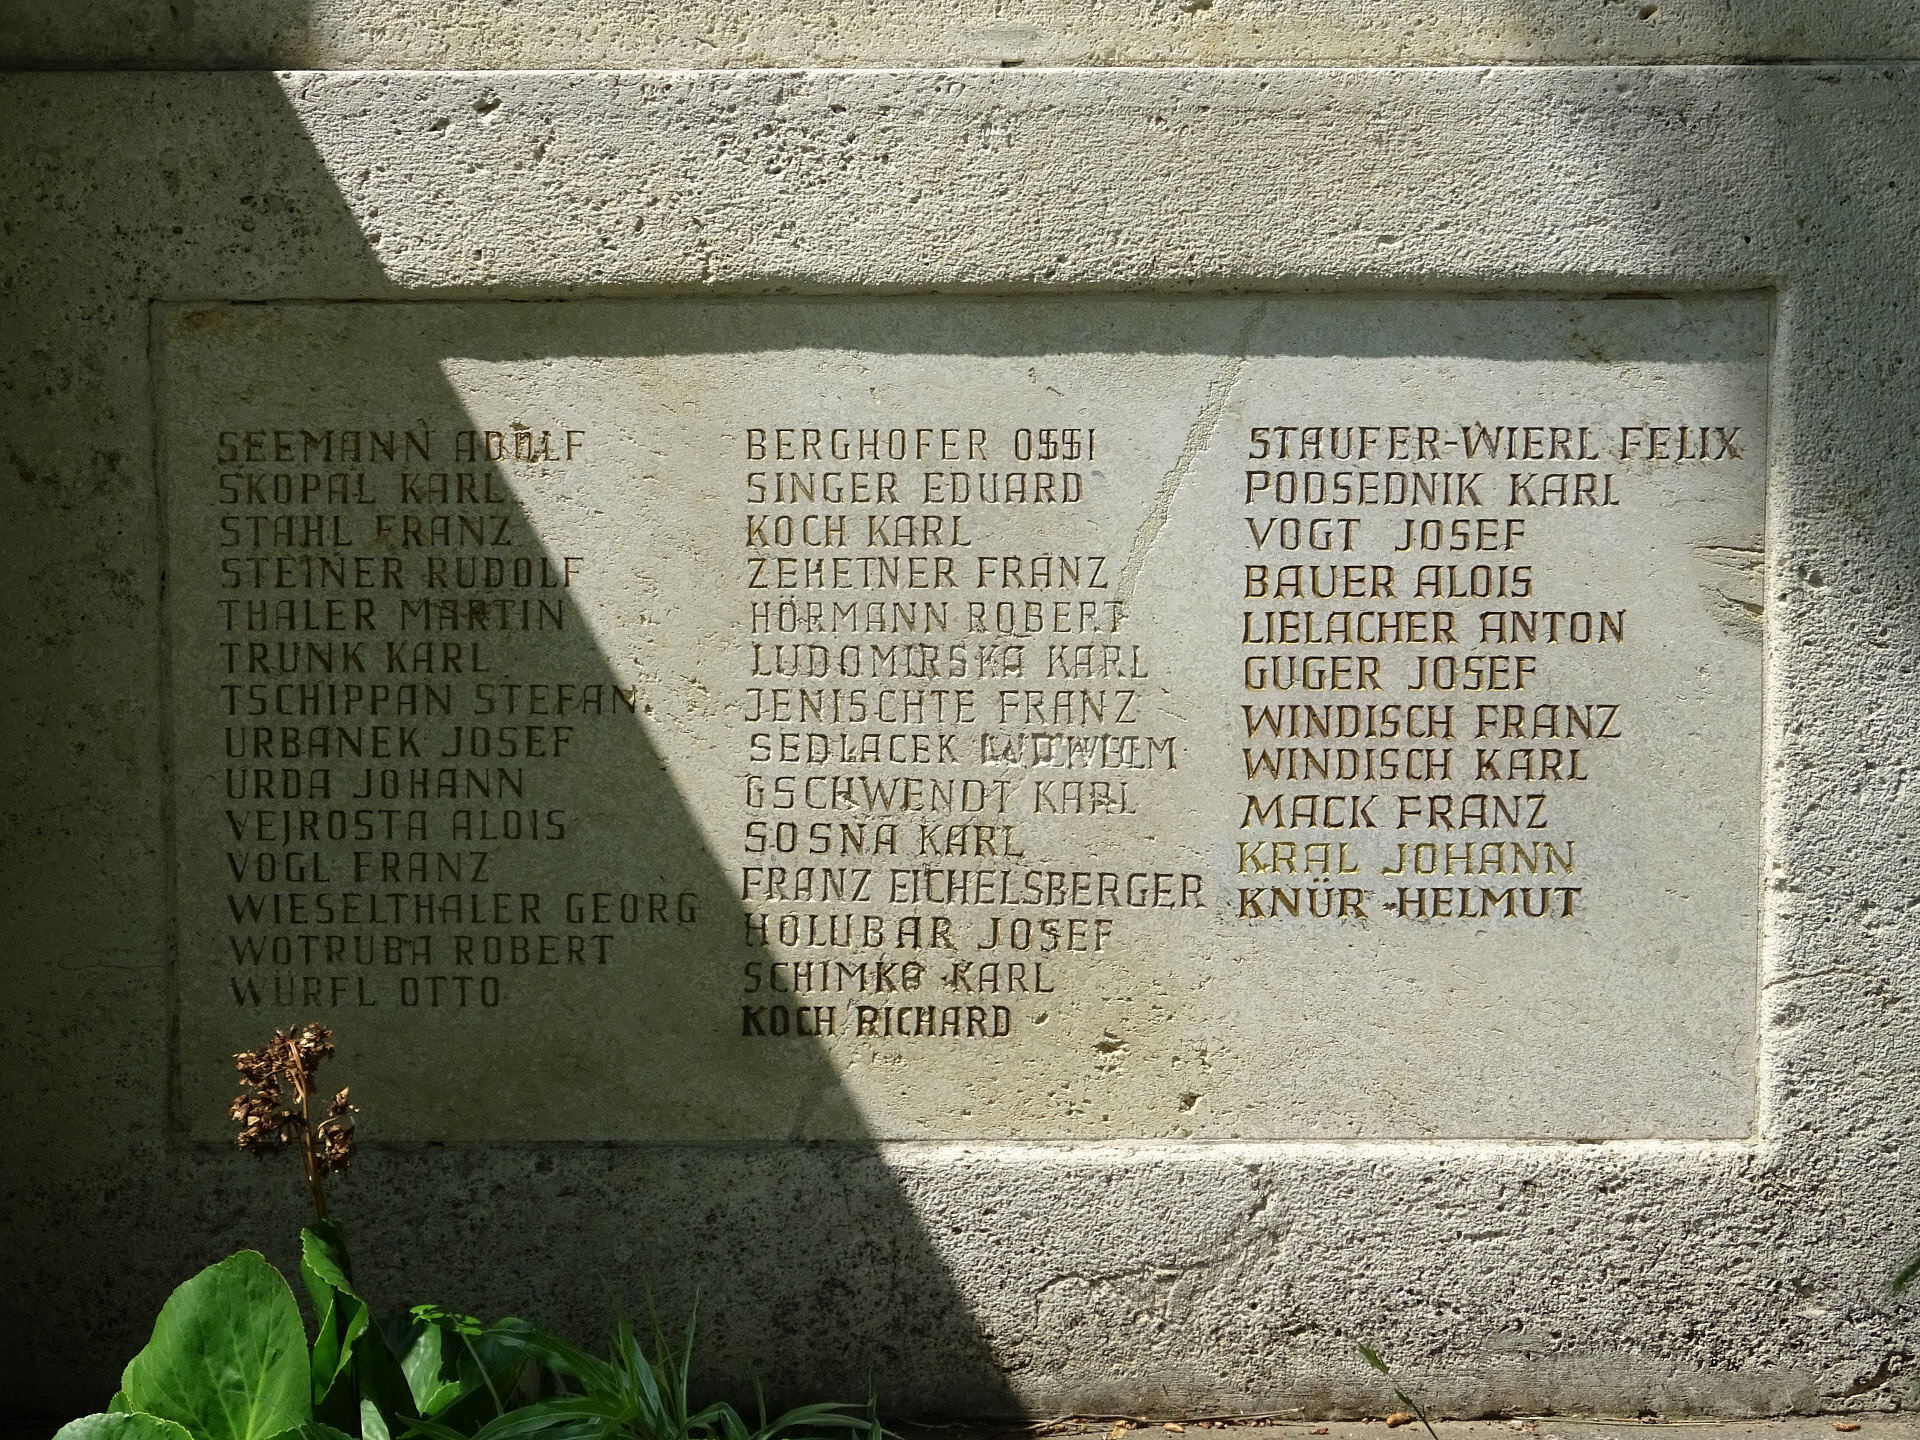 SEEMANN ADOLF
SKOPAL KARL
STAHL FRANZ
STEINER RUDOLF
THALER MARTIN
TRUNK KARL
TSCHIPPAN STEFAN
URBANEK JOSEF
URDA JOHANN
VEJROSTA ALOIS
VOGL FRANZ
WIESELTHALER GEORG
WOTRUBA ROBERT
WÜRFL OTTO
BERGHOFER OSSI
SINGER EDUARD
KOCH KARL
ZEHETNER FRANZ
HÖRMANN ROBERT
LUDOMIRSKA KARL
JENISCHTE FRANZ
SEDLACEK
GSCHWENDT KARL
SOSNA KARL
FRANZ EICHELSBERGER
HOLUBAR JOSEF
SCHIMKO KARL
KOCH RICHARD
STAUFER-WIERL FELIX
PODSEDNIK KARL
VOGT JOSEF
BAUER ALOIS
LIELACHER ANTON
GUGER JOSEF
WINDISCH FRANZ
WINDISCH KARL
MACK FRANZ
KRAL JOHANN
KNÜR HELMUT